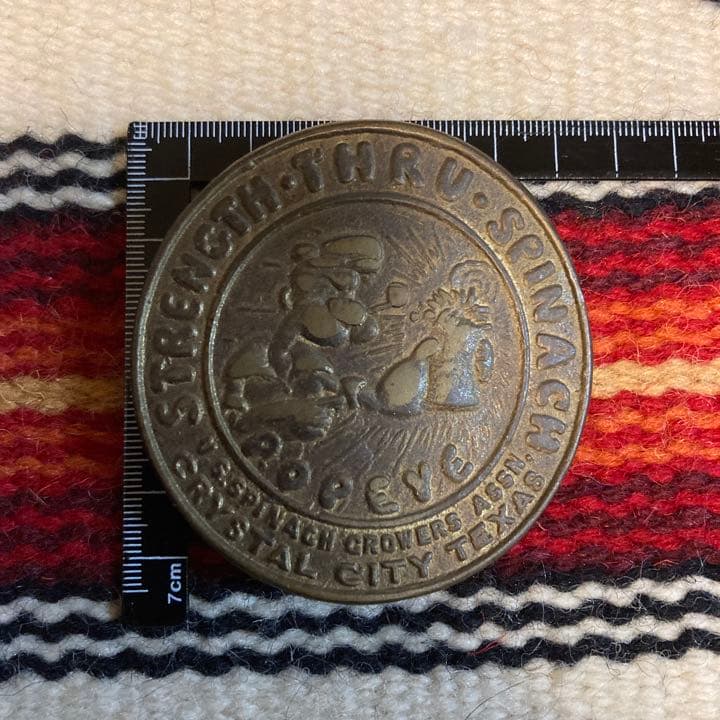 STRENGTH · THRU · SPINACH
POPEYE
U.S. SPINACH GROWERS ASSN.
CRYSTAL CITY TEXAS
7cm